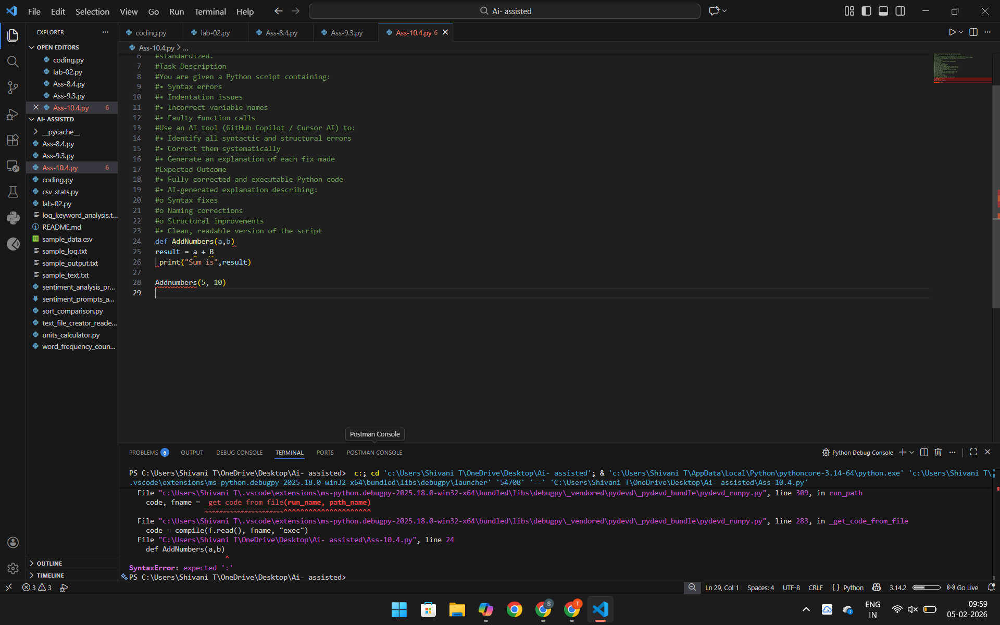 File Edit Selection View Go Run Terminal Help
Ai- assisted
EXPLORER
OPEN EDITORS
coding.py
lab-02.py
Ass-8.4.py
Ass-9.3.py
Ass-10.4.py 6
AI- ASSISTED
__pycache__
Ass-8.4.py
Ass-9.3.py
Ass-10.4.py 6
coding.py
csv_stats.py
lab-02.py
log_keyword_analysis.t...
README.md
sample_data.csv
sample_log.txt
sample_output.txt
sample_text.txt
sentiment_analysis_pr...
sentiment_prompts_a...
sort_comparison.py
text_file_creator_reade...
units_calculator.py
word_frequency_coun...
OUTLINE
TIMELINE
coding.py lab-02.py Ass-8.4.py Ass-9.3.py Ass-10.4.py 6
Ass-10.4.py > ...
6 #standardized.
7 #Task Description
8 #You are given a Python script containing:
9 #• Syntax errors
10 #• Indentation issues
11 #• Incorrect variable names
12 #• Faulty function calls
13 #Use an AI tool (GitHub Copilot / Cursor AI) to:
14 #• Identify all syntactic and structural errors
15 #• Correct them systematically
16 #• Generate an explanation of each fix made
17 #Expected Outcome
18 #• Fully corrected and executable Python code
19 #• AI-generated explanation describing:
20 #o Syntax fixes
21 #o Naming corrections
22 #o Structural improvements
23 #• Clean, readable version of the script
24 def AddNumbers(a,b)
25 result = a + B
26  print("Sum is",result)
27
28 Addnumbers(5, 10)
29
Postman Console
PROBLEMS 6 OUTPUT DEBUG CONSOLE TERMINAL PORTS POSTMAN CONSOLE
Python Debug Console
PS C:\Users\Shivani T\OneDrive\Desktop\Ai- assisted>  c:; cd 'c:\Users\Shivani T\OneDrive\Desktop\Ai- assisted'; & 'c:\Users\Shivani T\AppData\Local\Python\pythoncore-3.14-64\python.exe' 'c:\Users\Shivani T\
.vscode\extensions\ms-python.debugpy-2025.18.0-win32-x64\bundled\libs\debugpy\launcher' '54708' '--' 'C:\Users\Shivani T\OneDrive\Desktop\Ai- assisted\Ass-10.4.py'
File "c:\Users\Shivani T\.vscode\extensions\ms-python.debugpy-2025.18.0-win32-x64\bundled\libs\debugpy\_vendored\pydevd\_pydevd_bundle\pydevd_runpy.py", line 309, in run_path
code, fname = _get_code_from_file(run_name, path_name)
~~~~~~~~~~~~~~~~~~~^^^^^^^^^^^^^^^^^^^^^
File "c:\Users\Shivani T\.vscode\extensions\ms-python.debugpy-2025.18.0-win32-x64\bundled\libs\debugpy\_vendored\pydevd\_pydevd_bundle\pydevd_runpy.py", line 283, in _get_code_from_file
code = compile(f.read(), fname, "exec")
File "C:\Users\Shivani T\OneDrive\Desktop\Ai- assisted\Ass-10.4.py", line 24
def AddNumbers(a,b)
^
SyntaxError: expected ':'
PS C:\Users\Shivani T\OneDrive\Desktop\Ai- assisted>
3 3
Ln 29, Col 1 Spaces: 4 UTF-8 CRLF { } Python 3.14.2 Go Live
S T
ENG
IN
09:59
05-02-2026